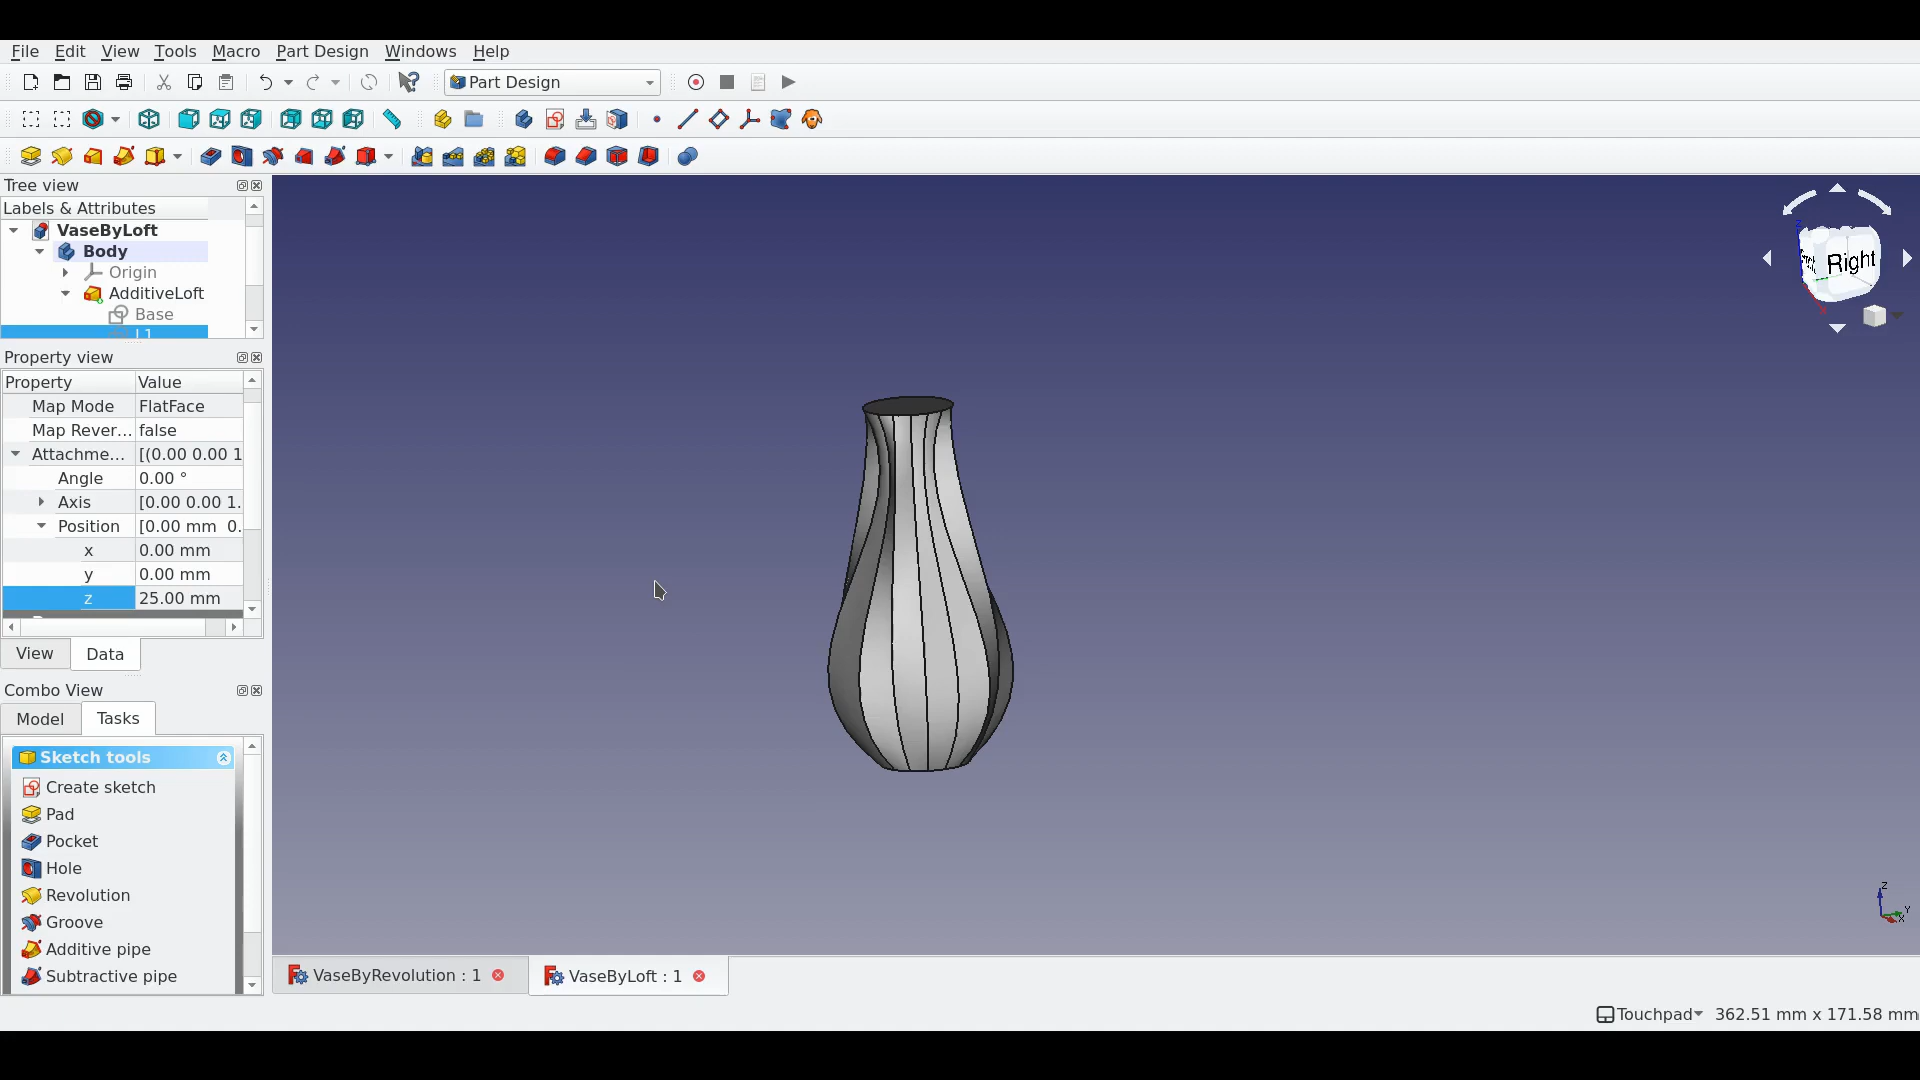 File Edit View Tools Macro Part Design Windows Help
Part Design
Tree view
Labels & Attributes
VaseByLoft
Body
Origin
AdditiveLoft
Base
L1
Property view
Property Value
Map Mode FlatFace
Map Rever... false
Attachme... [(0.00 0.00 1
Angle 0.00 °
Axis [0.00 0.00 1.
Position [0.00 mm 0.
x 0.00 mm
y 0.00 mm
z 25.00 mm
View Data
Combo View
Model Tasks
Sketch tools
Create sketch
Pad
Pocket
Hole
Revolution
Groove
Additive pipe
Subtractive pipe
Right
Z
Y
X
VaseByRevolution : 1
VaseByLoft : 1
Touchpad 362.51 mm x 171.58 mm